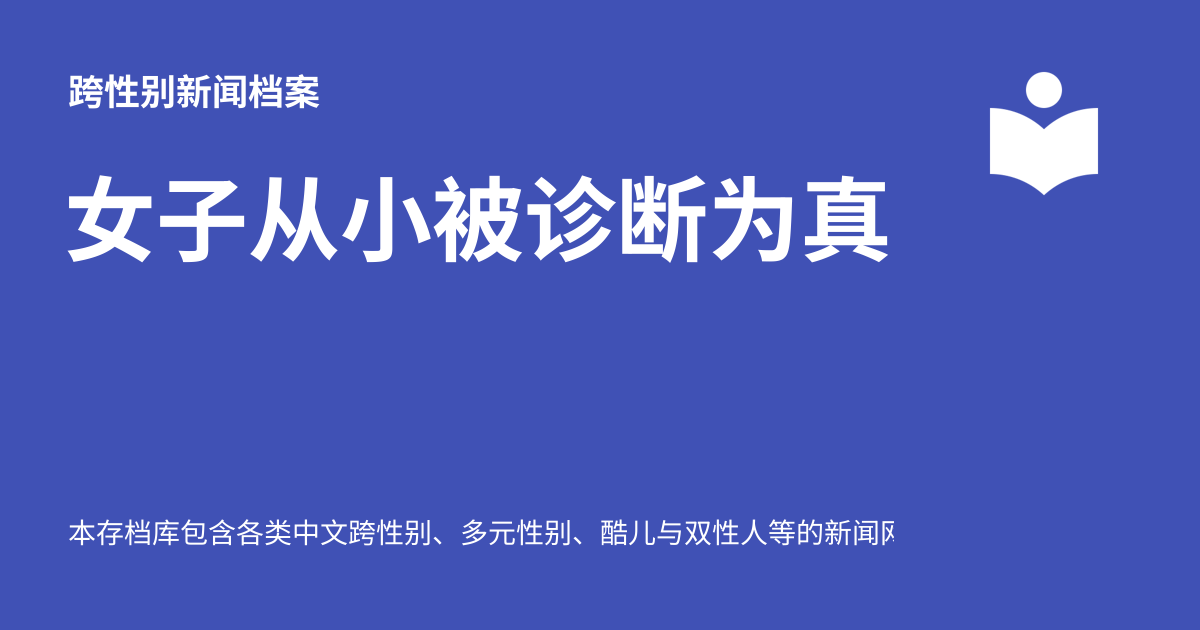 跨性别新闻档案
女子从小被诊断为真
本存档库包含各类中文跨性别、多元性别、酷儿与双性人等的新闻